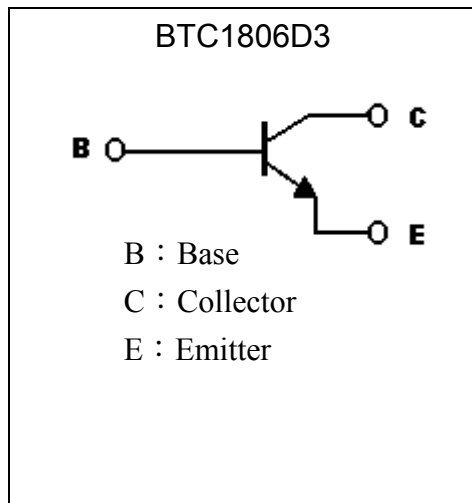 BTC1806D3
C
B
E
B：Base
C：Collector
E：Emitter